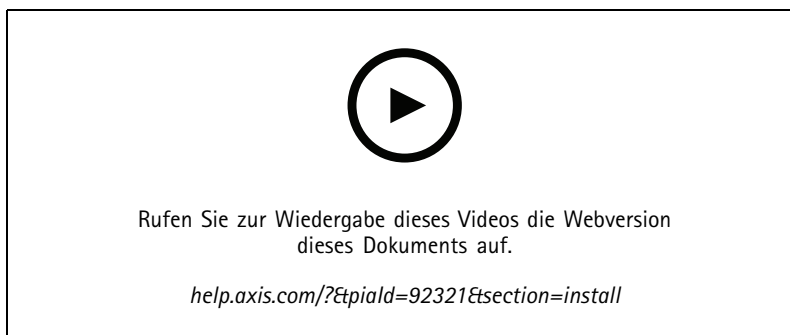 Rufen Sie zur Wiedergabe dieses Videos die Webversion
dieses Dokuments auf.
help.axis.com/?&piaId=92321&section=install